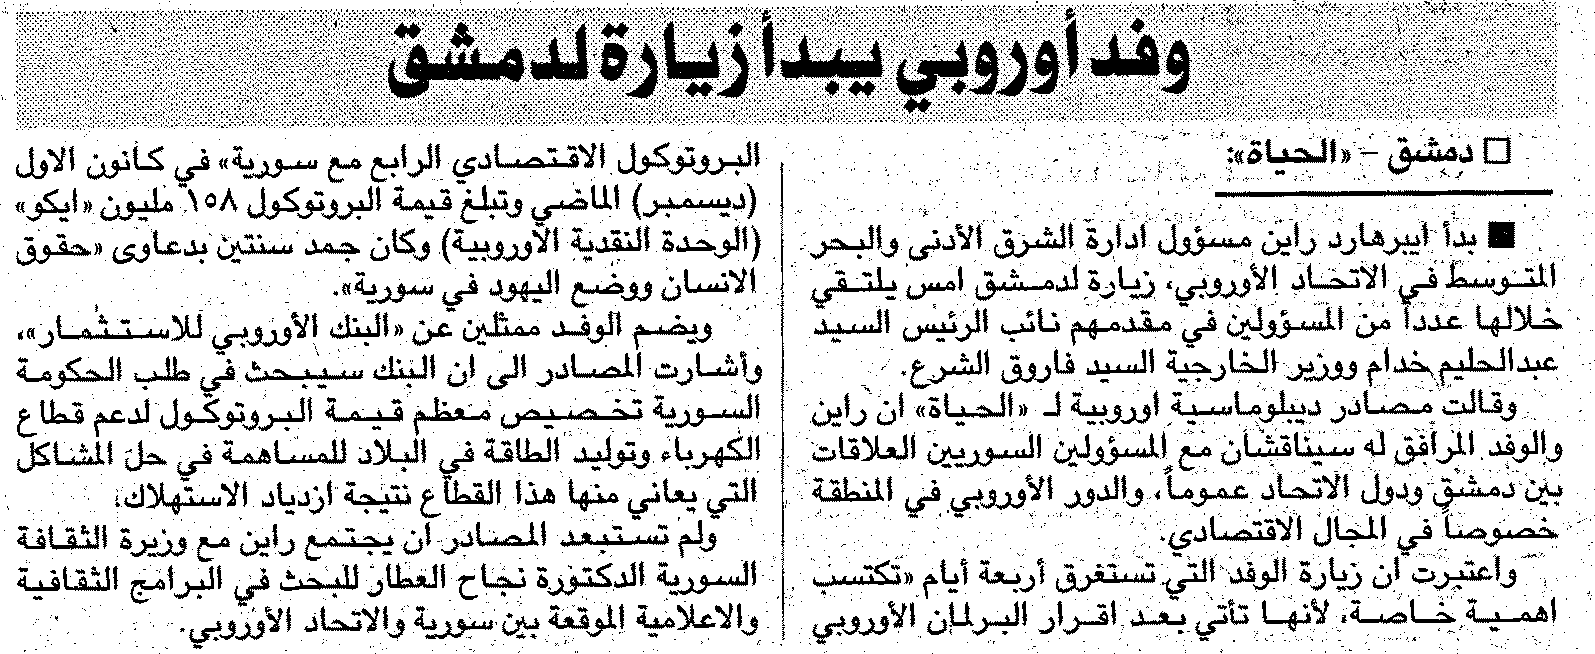 وفد أوروبي يبدأ زيارة لدمشق
□ دمشق - «الحياة»:
■ بدأ ايبرهارد راين مسؤول ادارة الشرق الأدنى والبحر
المتوسط في الاتحاد الأوروبي، زيارة لدمشق امس يلتقي
خلالها عدداً من المسؤولين في مقدمهم نائب الرئيس السيد
عبدالحليم خدام ووزير الخارجية السيد فاروق الشرع.
وقالت مصادر ديبلوماسية اوروبية لـ «الحياة» ان راين
والوفد المرافق له سيناقشان مع المسؤولين السوريين العلاقات
بين دمشق ودول الاتحاد عموماً، والدور الأوروبي في المنطقة
خصوصاً في المجال الاقتصادي.
واعتبرت ان زيارة الوفد التي تستغرق أربعة أيام «تكتسب
اهمية خاصة، لأنها تأتي بعد اقرار البرلمان الأوروبي
البروتوكول الاقتصادي الرابع مع سورية» في كانون الاول
(ديسمبر) الماضي وتبلغ قيمة البروتوكول ١٥٨ مليون «ايكو»
(الوحدة النقدية الأوروبية) وكان جمد سنتين بدعاوى «حقوق
الانسان ووضع اليهود في سورية».
ويضم الوفد ممثلين عن «البنك الأوروبي للاستثمار»،
وأشارت المصادر الى ان البنك سيبحث في طلب الحكومة
السورية تخصيص معظم قيمة البروتوكول لدعم قطاع
الكهرباء وتوليد الطاقة في البلاد للمساهمة في حل المشاكل
التي يعاني منها هذا القطاع نتيجة ازدياد الاستهلاك.
ولم تستبعد المصادر ان يجتمع راين مع وزيرة الثقافة
السورية الدكتورة نجاح العطار للبحث في البرامج الثقافية
والاعلامية الموقعة بين سورية والاتحاد الأوروبي.